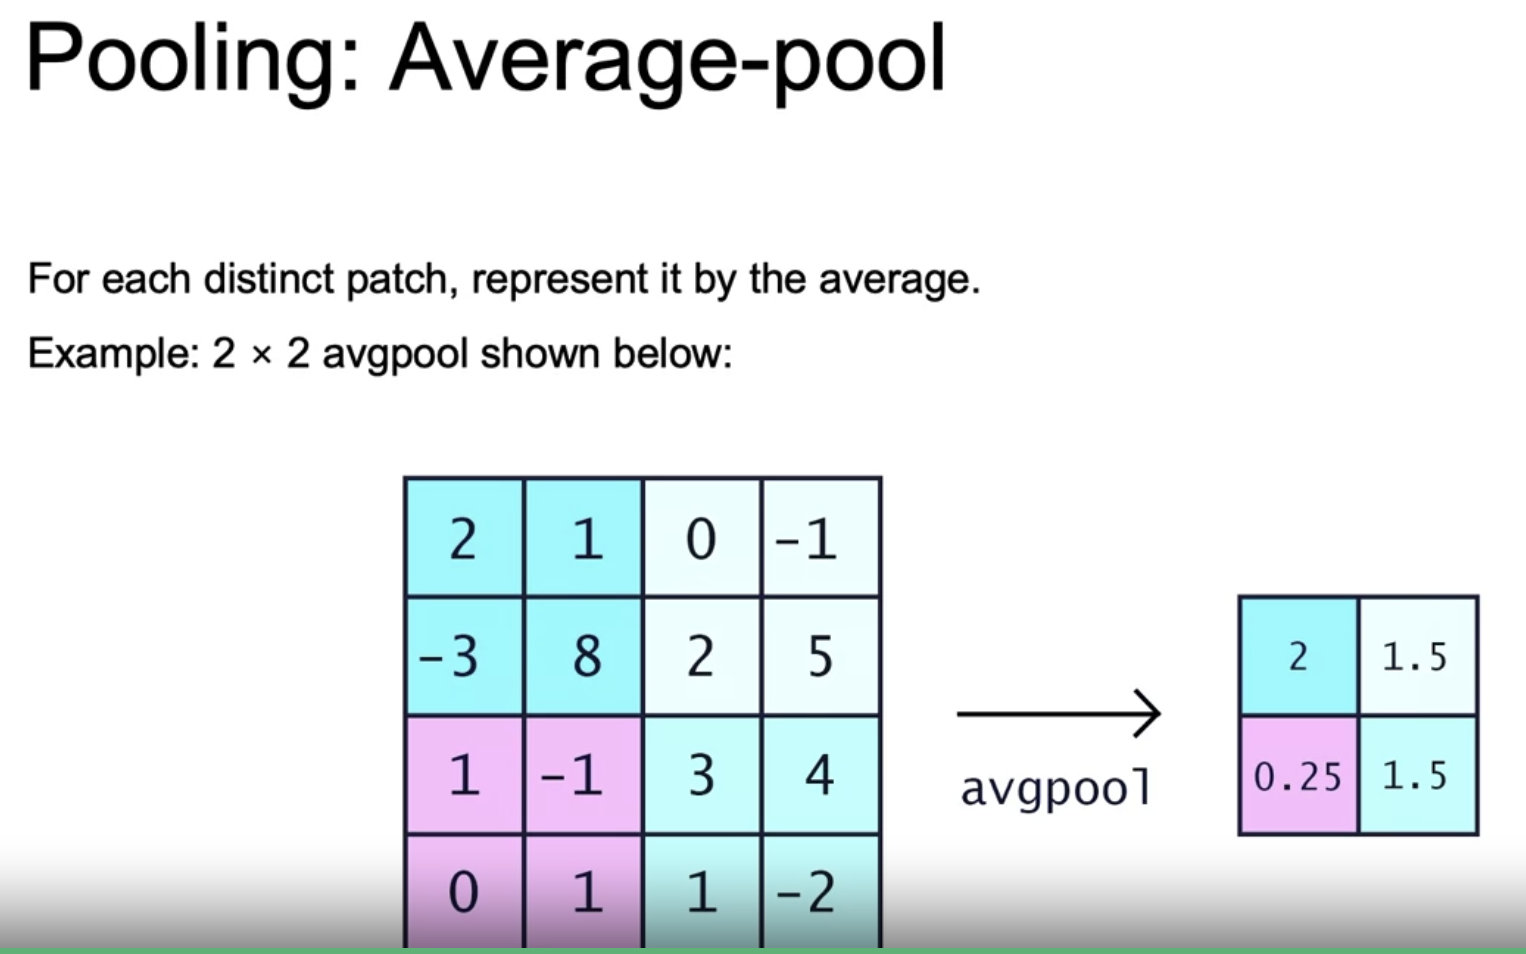 Pooling: Average-pool
For each distinct patch, represent it by the average.
Example: 2 × 2 avgpool shown below:
2 1 0 -1
-3 8 2 5
1 -1 3 4
0 1 1 -2
avgpool
2 1.5
0.25 1.5